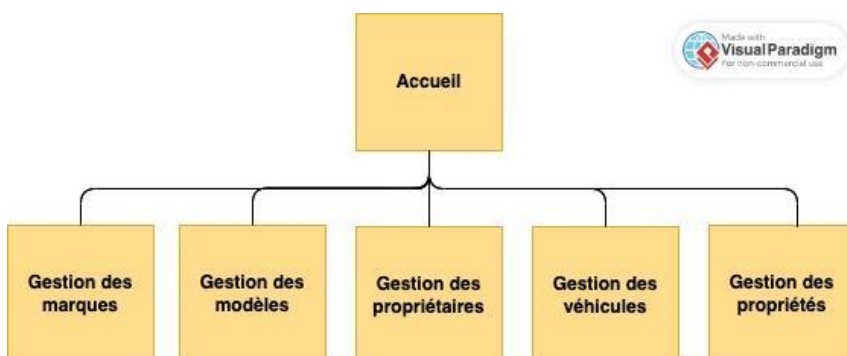 Made with
Visual Paradigm
For non-commercial use
Accueil
Gestion des
marques
Gestion des
modèles
Gestion des
propriétaires
Gestion des
véhicules
Gestion des
propriétés